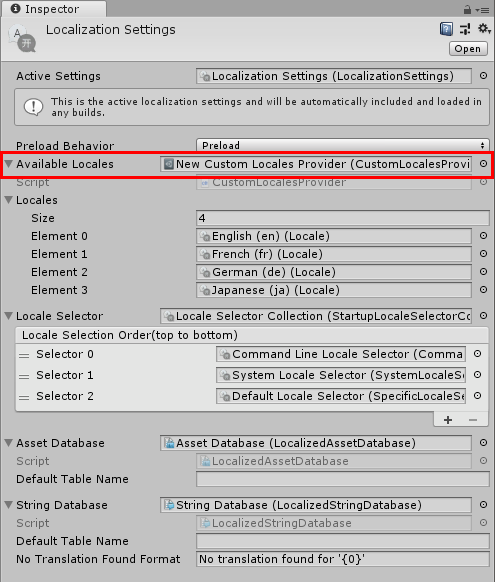 Inspector
A 开
Localization Settings
Open
Active Settings Localization Settings (LocalizationSettings)
This is the active localization settings and will be automatically included and loaded in
any builds.
Preload Behavior Preload
Available Locales New Custom Locales Provider (CustomLocalesProvi
Script CustomLocalesProvider
Locales
Size 4
Element 0 English (en) (Locale)
Element 1 French (fr) (Locale)
Element 2 German (de) (Locale)
Element 3 Japanese (ja) (Locale)
Locale Selector Locale Selector Collection (StartupLocaleSelectorCo
Locale Selection Order(top to bottom)
Selector 0 Command Line Locale Selector (Comma
Selector 1 System Locale Selector (SystemLocaleSe
Selector 2 Default Locale Selector (SpecificLocaleSe
+ −
Asset Database Asset Database (LocalizedAssetDatabase)
Script LocalizedAssetDatabase
Default Table Name
String Database String Database (LocalizedStringDatabase)
Script LocalizedStringDatabase
Default Table Name
No Translation Found Format No translation found for '{0}'